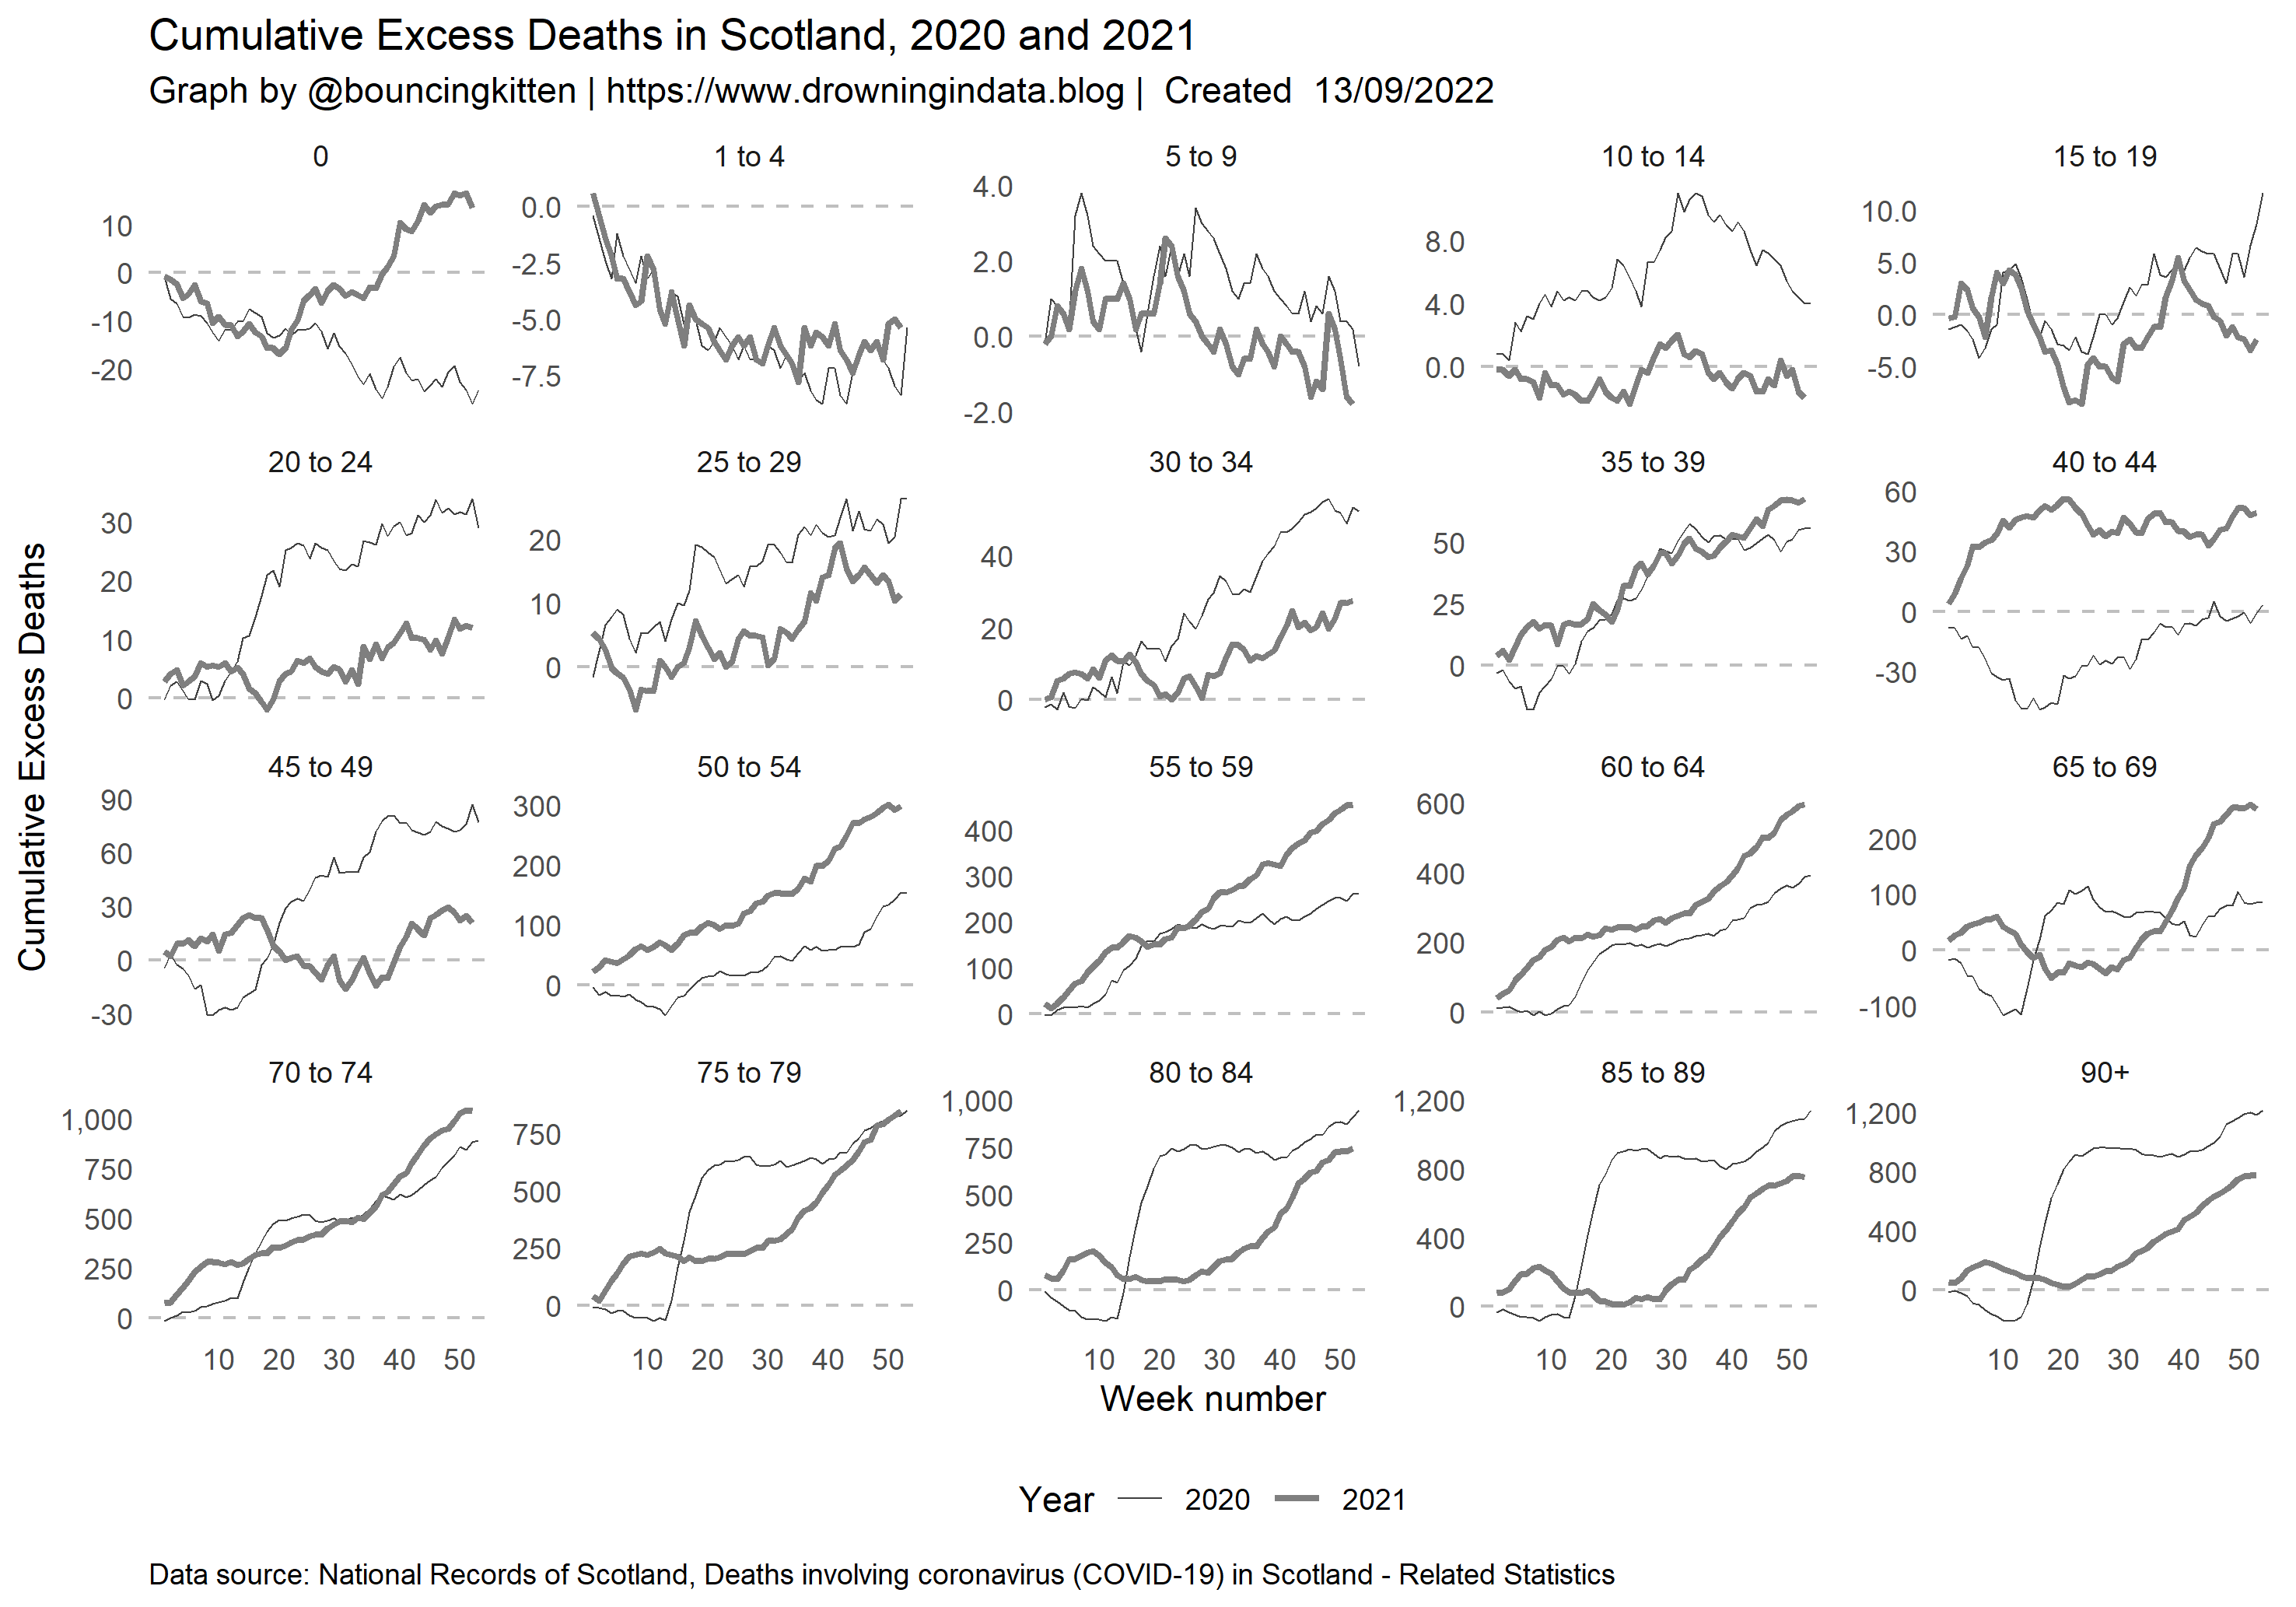 Cumulative Excess Deaths in Scotland, 2020 and 2021
Graph by @bouncingkitten | https://www.drowningindata.blog | Created 13/09/2022
Cumulative Excess Deaths
0
10
0
-10
-20
1 to 4
0.0
-2.5
-5.0
-7.5
5 to 9
4.0
2.0
0.0
-2.0
10 to 14
8.0
4.0
0.0
15 to 19
10.0
5.0
0.0
-5.0
20 to 24
30
20
10
0
25 to 29
20
10
0
30 to 34
40
20
0
35 to 39
50
25
0
40 to 44
60
30
0
-30
45 to 49
90
60
30
0
-30
50 to 54
300
200
100
0
55 to 59
400
300
200
100
0
60 to 64
600
400
200
0
65 to 69
200
100
0
-100
70 to 74
1,000
750
500
250
0
75 to 79
750
500
250
0
80 to 84
1,000
750
500
250
0
85 to 89
1,200
800
400
0
90+
1,200
800
400
0
10 20 30 40 50
10 20 30 40 50
10 20 30 40 50
10 20 30 40 50
10 20 30 40 50
Week number
Year 2020 2021
Data source: National Records of Scotland, Deaths involving coronavirus (COVID-19) in Scotland - Related Statistics